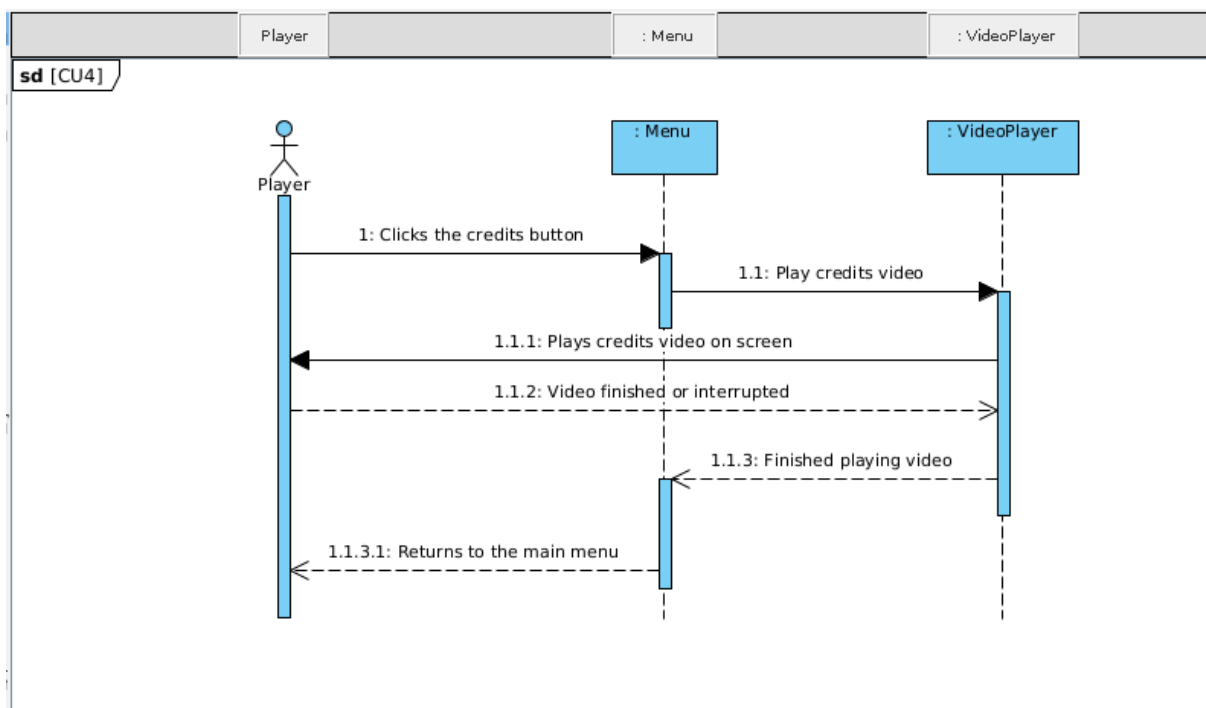 Player
: Menu
: VideoPlayer
sd [CU4]
: Menu
: VideoPlayer
Player
1: Clicks the credits button
1.1: Play credits video
1.1.1: Plays credits video on screen
1.1.2: Video finished or interrupted
1.1.3: Finished playing video
1.1.3.1: Returns to the main menu